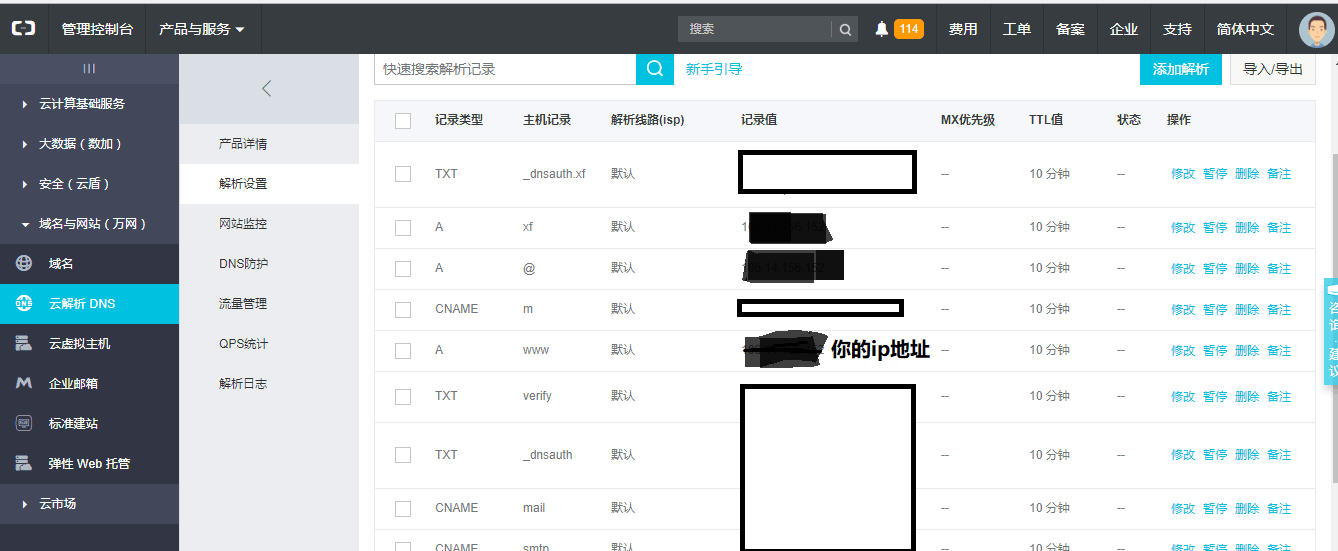 管理控制台 产品与服务 搜索 114 费用 工单 备案 企业 支持 简体中文
快速搜索解析记录 新手引导 添加解析 导入/导出
云计算基础服务
大数据（数加）
安全（云盾）
域名与网站（万网）
域名
云解析 DNS
云虚拟主机
企业邮箱
标准建站
弹性 Web 托管
云市场
产品详情
解析设置
网站监控
DNS防护
流量管理
QPS统计
解析日志
记录类型 主机记录 解析线路(isp) 记录值 MX优先级 TTL值 状态 操作
TXT _dnsauth.xf 默认 -- 10 分钟 -- 修改 暂停 删除 备注
A xf 默认 -- 10 分钟 -- 修改 暂停 删除 备注
A @ 默认 -- 10 分钟 -- 修改 暂停 删除 备注
CNAME m 默认 -- 10 分钟 -- 修改 暂停 删除 备注
A www 默认 你的ip地址 -- 10 分钟 -- 修改 暂停 删除 备注
TXT verify 默认 -- 10 分钟 -- 修改 暂停 删除 备注
TXT _dnsauth 默认 -- 10 分钟 -- 修改 暂停 删除 备注
CNAME mail 默认 -- 10 分钟 -- 修改 暂停 删除 备注
CNAME smtp 默认 -- 10 分钟 -- 修改 暂停 删除 备注
咨询·建议